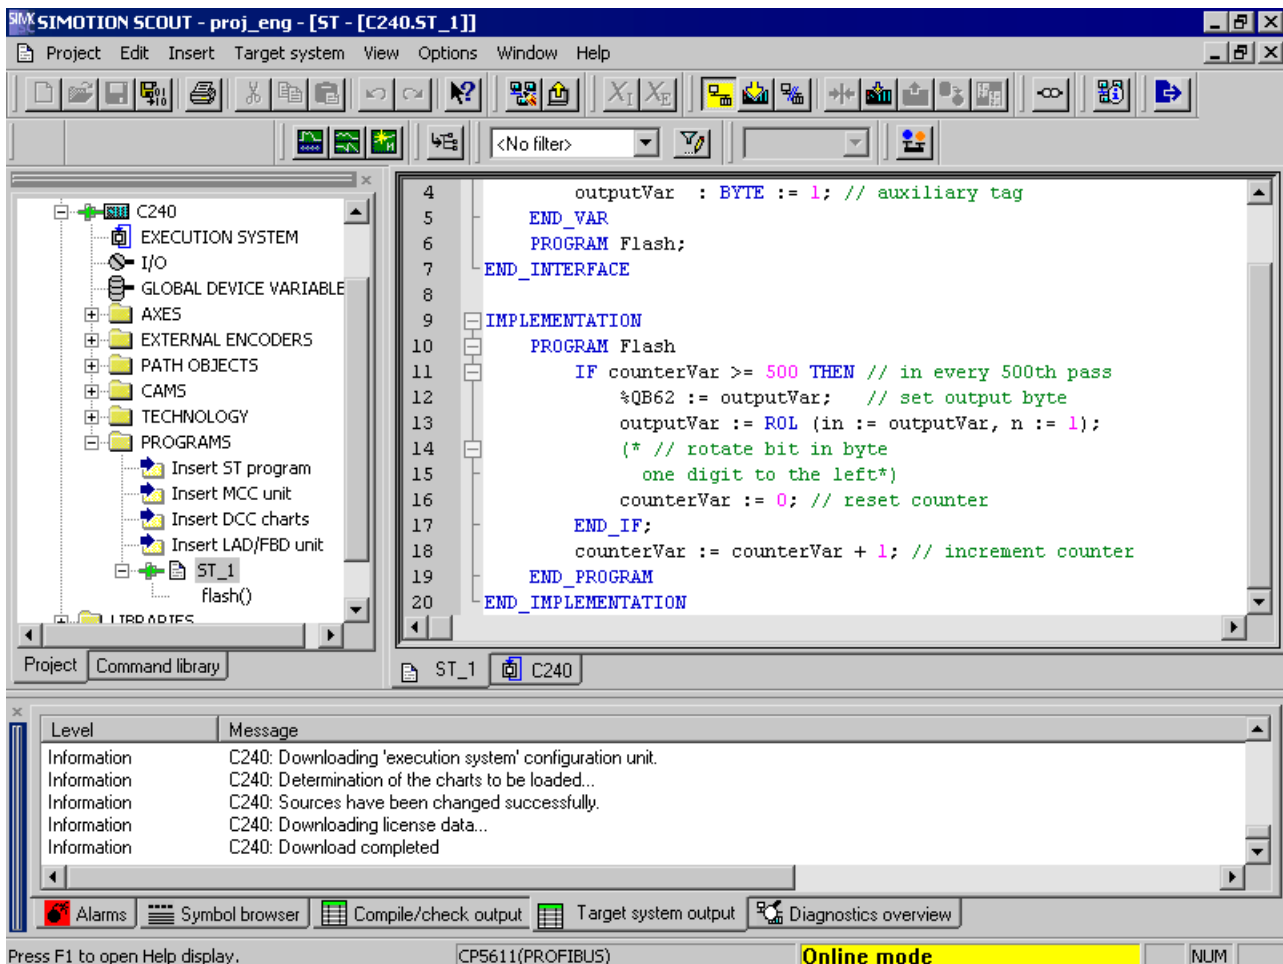 SIMOTION SCOUT - proj_eng - [ST - [C240.ST_1]]
Project Edit Insert Target system View Options Window Help
<No filter>
C240
EXECUTION SYSTEM
I/O
GLOBAL DEVICE VARIABLE
AXES
EXTERNAL ENCODERS
PATH OBJECTS
CAMS
TECHNOLOGY
PROGRAMS
Insert ST program
Insert MCC unit
Insert DCC charts
Insert LAD/FBD unit
ST_1
flash()
LIBRARIES
Project Command library
4 outputVar : BYTE := 1; // auxiliary tag
5 END_VAR
6 PROGRAM Flash;
7 END_INTERFACE
8
9 IMPLEMENTATION
10 PROGRAM Flash
11 IF counterVar >= 500 THEN // in every 500th pass
12 %QB62 := outputVar; // set output byte
13 outputVar := ROL (in := outputVar, n := 1);
14 (* // rotate bit in byte
15 one digit to the left*)
16 counterVar := 0; // reset counter
17 END_IF;
18 counterVar := counterVar + 1; // increment counter
19 END_PROGRAM
20 END_IMPLEMENTATION
ST_1 C240
Level Message
Information C240: Downloading 'execution system' configuration unit.
Information C240: Determination of the charts to be loaded...
Information C240: Sources have been changed successfully.
Information C240: Downloading license data...
Information C240: Download completed
Alarms Symbol browser Compile/check output Target system output Diagnostics overview
Press F1 to open Help display. CP5611(PROFIBUS) Online mode NUM